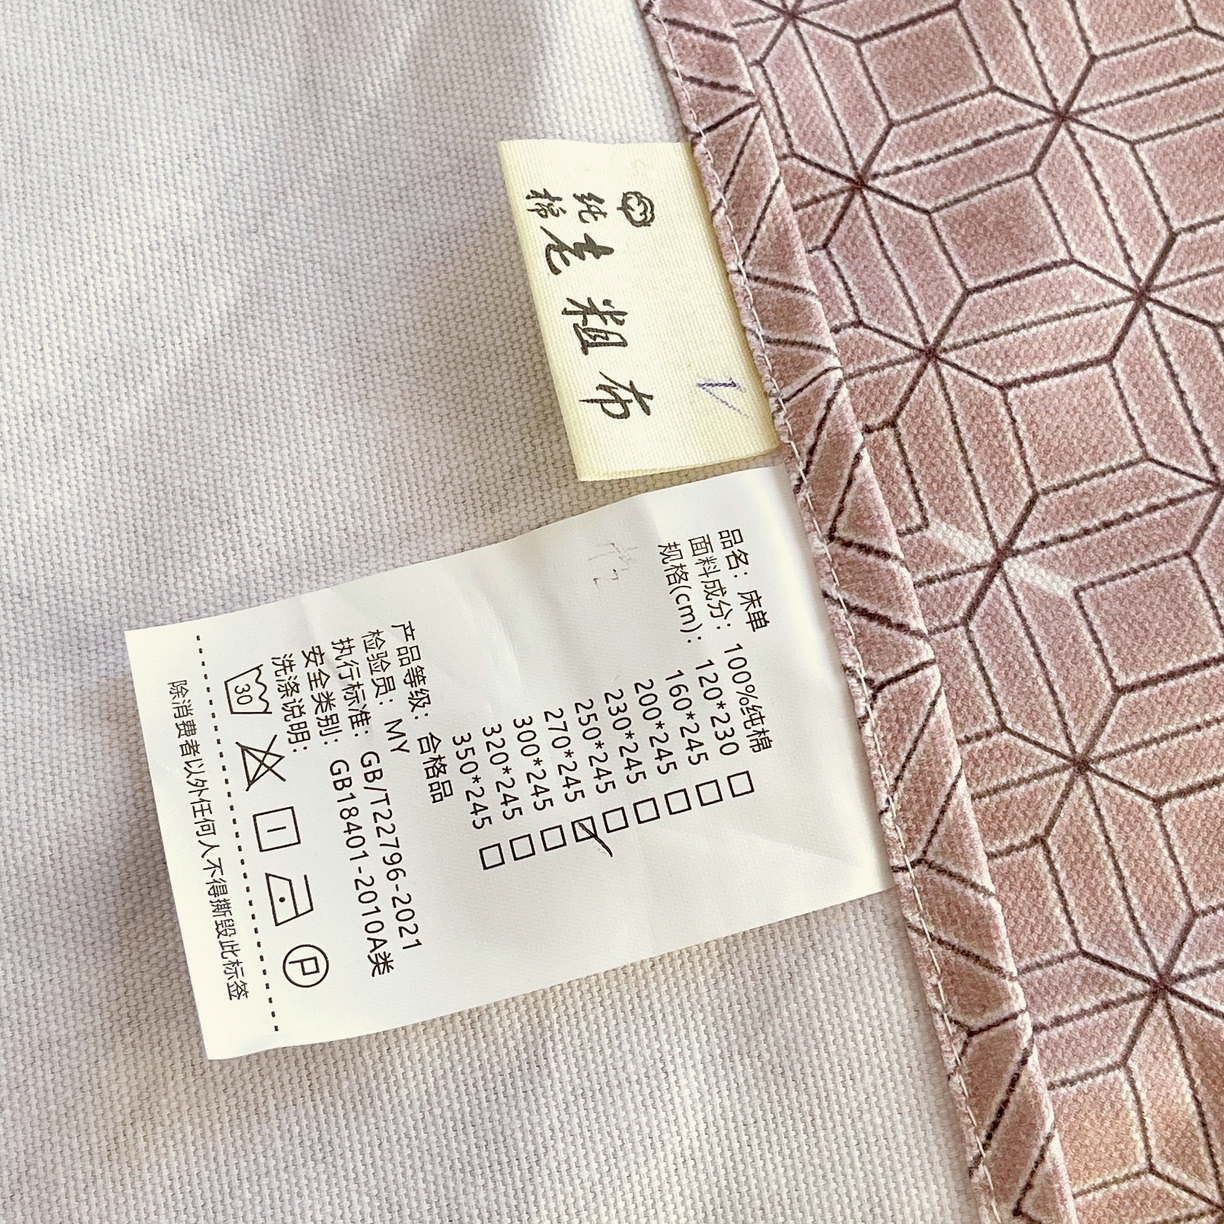 纯棉
老粗布
品名：床单
面料成分：100%纯棉
规格(cm)：120*230 □
160*245 □
200*245 □
230*245 □
250*245 □
270*245 ☑
300*245 □
320*245 □
350*245 □
产品等级：合格品
检验员：MY
执行标准：GB/T22796-2021
安全类别：GB18401-2010A类
洗涤说明：
30 P
除消费者以外任何人不得撕毁此标签